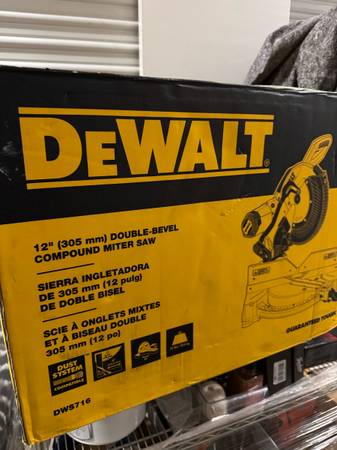 DEWALT
12" (305 mm) DOUBLE-BEVEL
COMPOUND MITER SAW
SIERRA INGLETADORA
DE 305 mm (12 pulg)
DE DOBLE BISEL
SCIE À ONGLETS MIXTES
ET À BISEAU DOUBLE
305 mm (12 po)
DUST
SYSTEM
COMPATIBLE
GUARANTEED TOUGH
DWS716